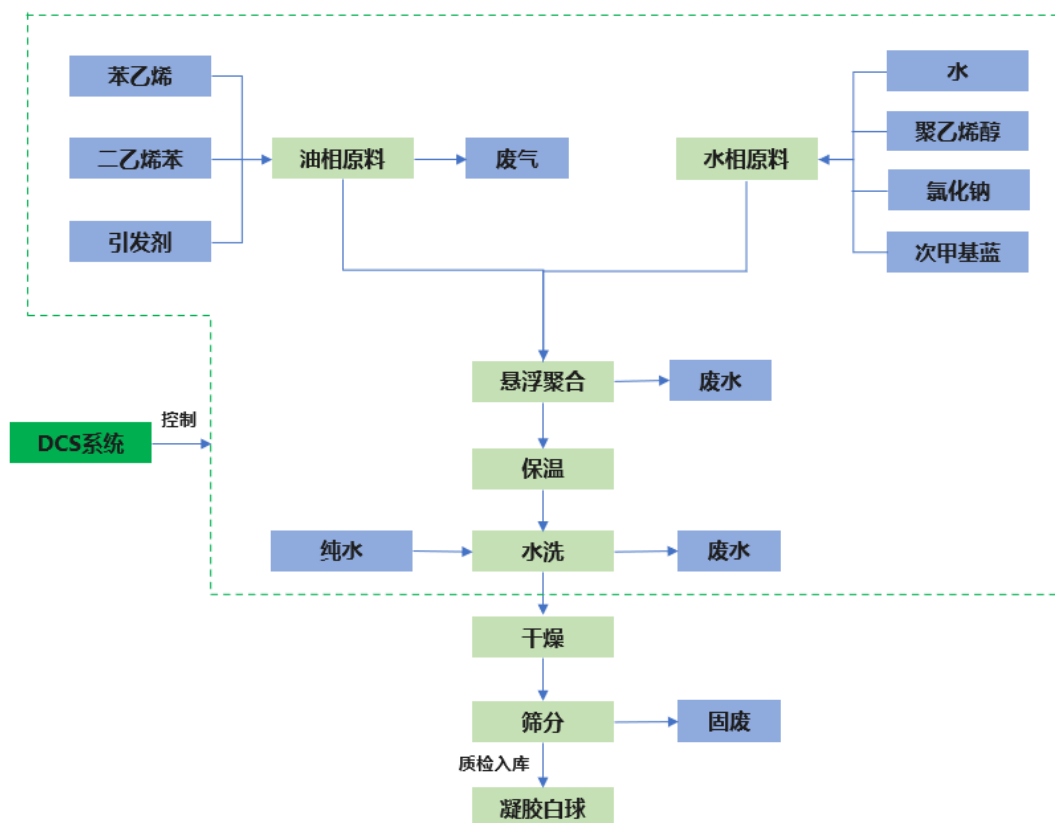 苯乙烯
水
聚乙烯醇
二乙烯苯
油相原料
废气
水相原料
氯化钠
引发剂
次甲基蓝
悬浮聚合
废水
控制
DCS系统
保温
纯水
水洗
废水
干燥
筛分
固废
质检入库
凝胶白球